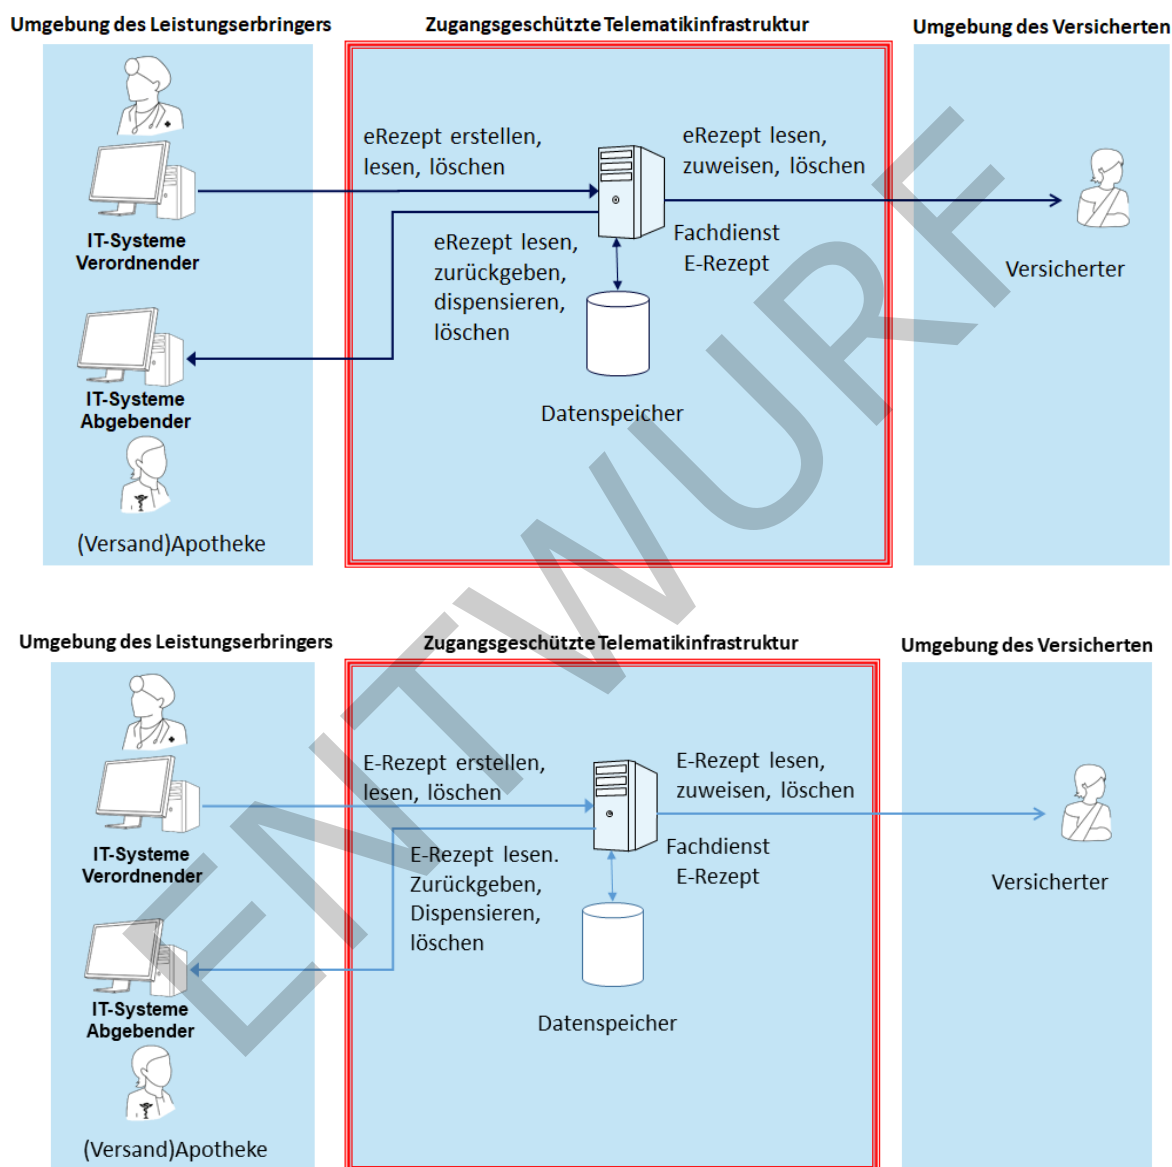 Umgebung des Leistungserbringers
Zugangsgeschützte Telematikinfrastruktur
Umgebung des Versicherten
eRezept erstellen,
lesen, löschen
eRezept lesen,
zuweisen, löschen
IT-Systeme
Verordnender
eRezept lesen,
zurückgeben,
dispensieren,
löschen
Fachdienst
E-Rezept
Versicherter
IT-Systeme
Abgebender
Datenspeicher
(Versand)Apotheke
ENTWURF
Umgebung des Leistungserbringers
Zugangsgeschützte Telematikinfrastruktur
Umgebung des Versicherten
E-Rezept erstellen,
lesen, löschen
E-Rezept lesen,
zuweisen, löschen
IT-Systeme
Verordnender
E-Rezept lesen.
Zurückgeben,
Dispensieren,
löschen
Fachdienst
E-Rezept
Versicherter
IT-Systeme
Abgebender
Datenspeicher
(Versand)Apotheke